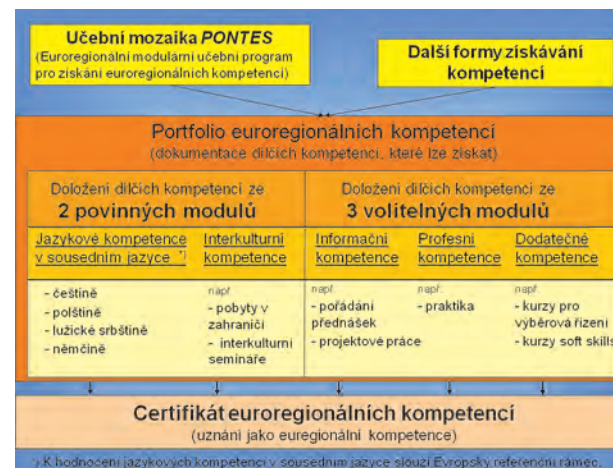 Učební mozaika PONTES
(Euroregionální modulární učební program
pro získání euroregionálních kompetencí)
Další formy získávání
kompetencí
Portfolio euroregionálních kompetencí
(dokumentace dílčích kompetencí, které lze získat)
Doložení dílčích kompetencí ze
2 povinných modulů
Doložení dílčích kompetencí ze
3 volitelných modulů
Jazykové kompetence
v sousedním jazyce *)
- češtině
- polštině
- lužické srbštině
- němčině
Interkulturní
kompetence
např.
- pobyty v
zahraničí
- interkulturní
semináře
Informační
kompetence
např.
- pořádání
přednášek
- projektové práce
Profesní
kompetence
např.
- praktika
Dodatečné
kompetence
např.
- kurzy pro
výběrová řízení
- kurzy soft skills
Certifikát euroregionálních kompetencí
(uznání jako euregionální kompetence)
*) K hodnocení jazykových kompetencí v sousedním jazyce slouží Evropský referenční rámec